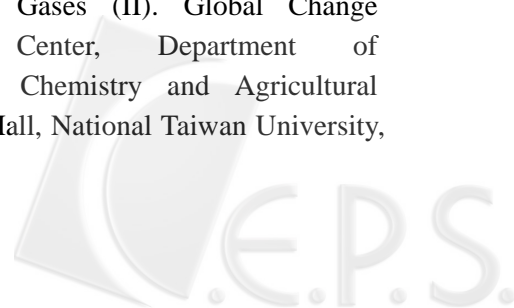 Gases (II). Global Change
Center, Department of
Chemistry and Agricultural
Hall, National Taiwan University,
C.E.P.S.